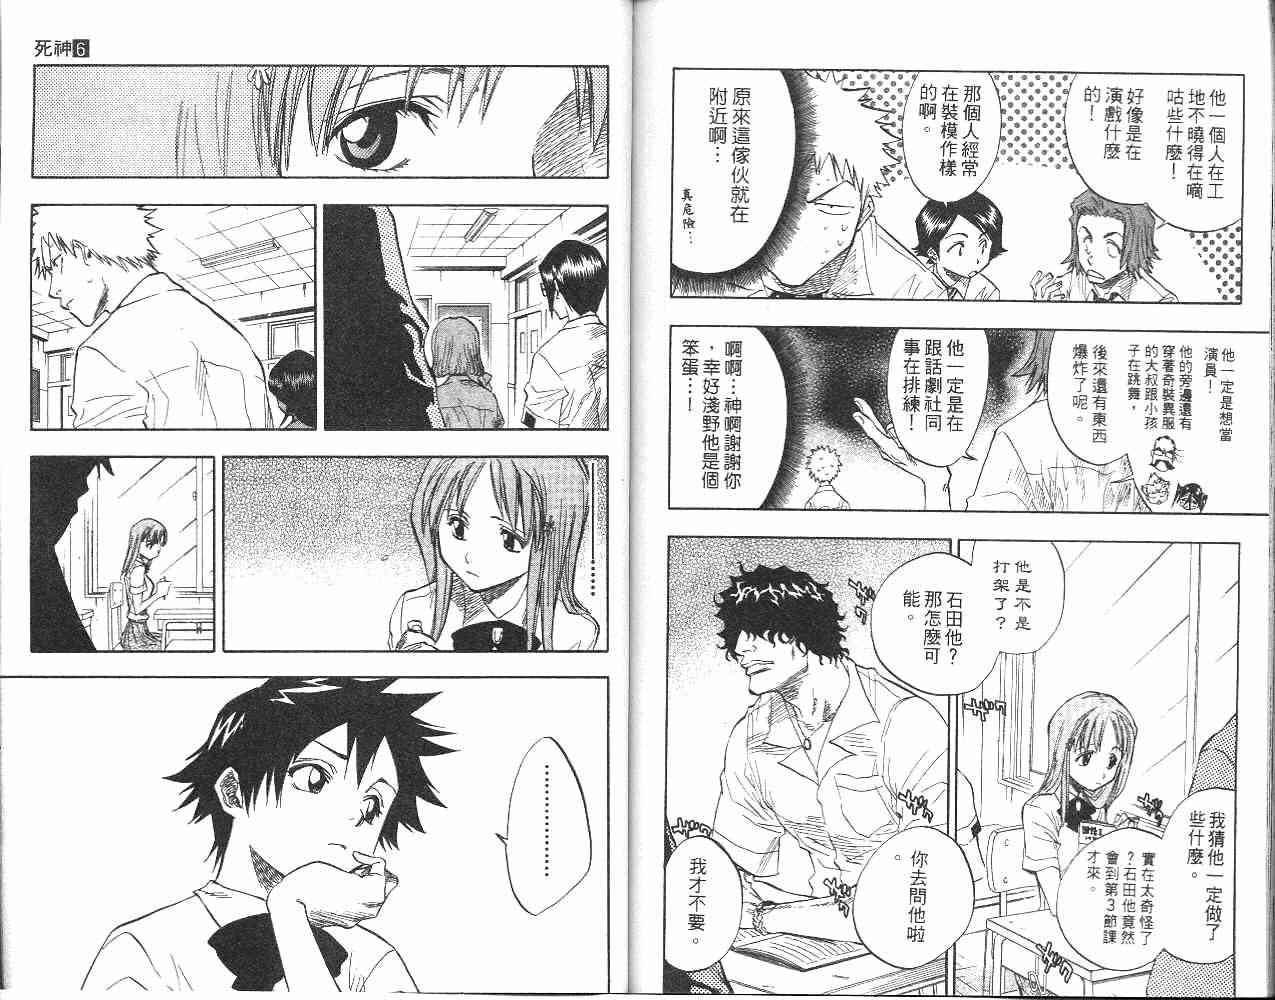 他一個人在工
地不曉得在嘀
咕些什麼！
好像是在
演戲什麼
的！
那個人經常
在裝模作樣
的啊。
原來這傢伙就在
附近啊…
真危險…
他一定是想當
演員！
他的旁邊還有
穿著奇裝異服
的大叔跟小孩
子在跳舞，
後來還有東西
爆炸了呢。
他一定是在
跟話劇社同
事在排練！
啊啊…神啊謝謝你
，幸好淺野他是個
笨蛋…！
他是不是
打架了？
石田他？
那怎麼可
能。
我猜他一定做了
些什麼。
實在太奇怪了
？石田他竟然
會到第3節課
才來。
你去問他啦
。
我才不要。
死神6
…………
…………